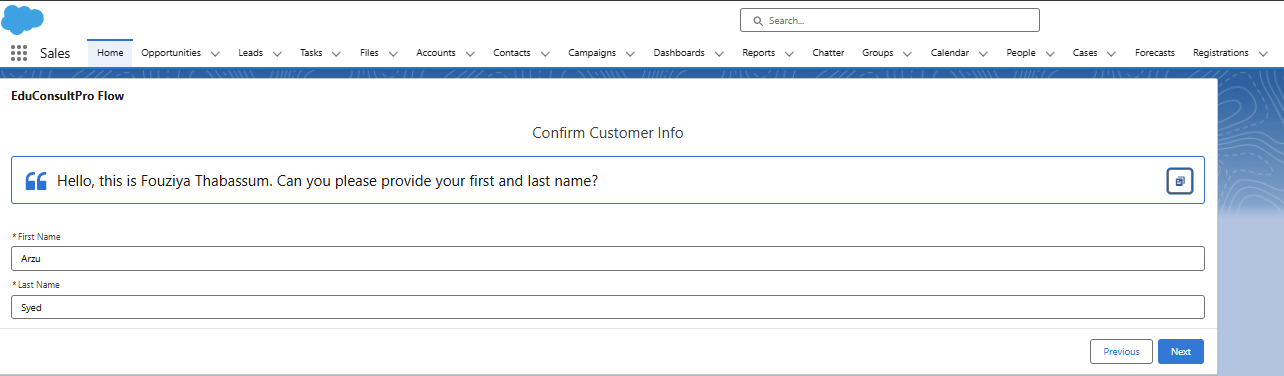 Search...
Sales Home Opportunities Leads Tasks Files Accounts Contacts Campaigns Dashboards Reports Chatter Groups Calendar People Cases Forecasts Registrations
EduConsultPro Flow
Confirm Customer Info
Hello, this is Fouziya Thabassum. Can you please provide your first and last name?
*First Name
Arzu
*Last Name
Syed
Previous Next